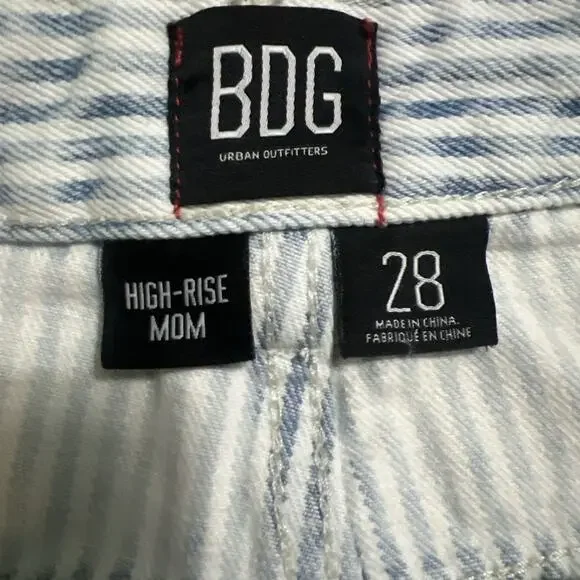 BDG
URBAN OUTFITTERS
HIGH-RISE
MOM
28
MADE IN CHINA.
FABRIQUÉ EN CHINE